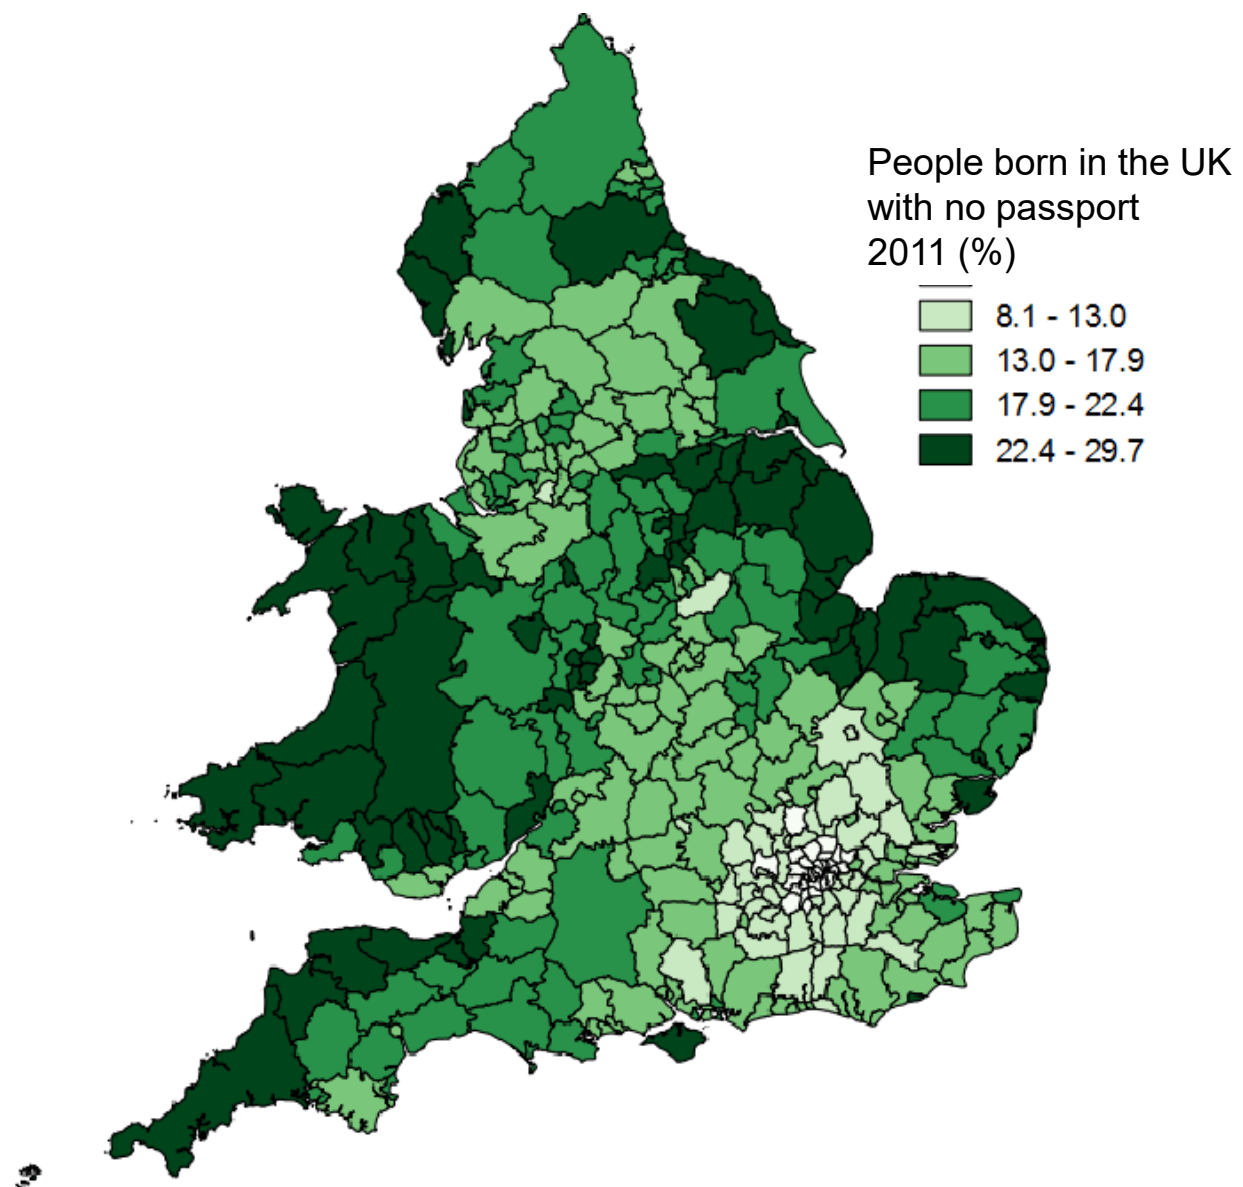 People born in the UK
with no passport
2011 (%)
8.1 - 13.0
13.0 - 17.9
17.9 - 22.4
22.4 - 29.7